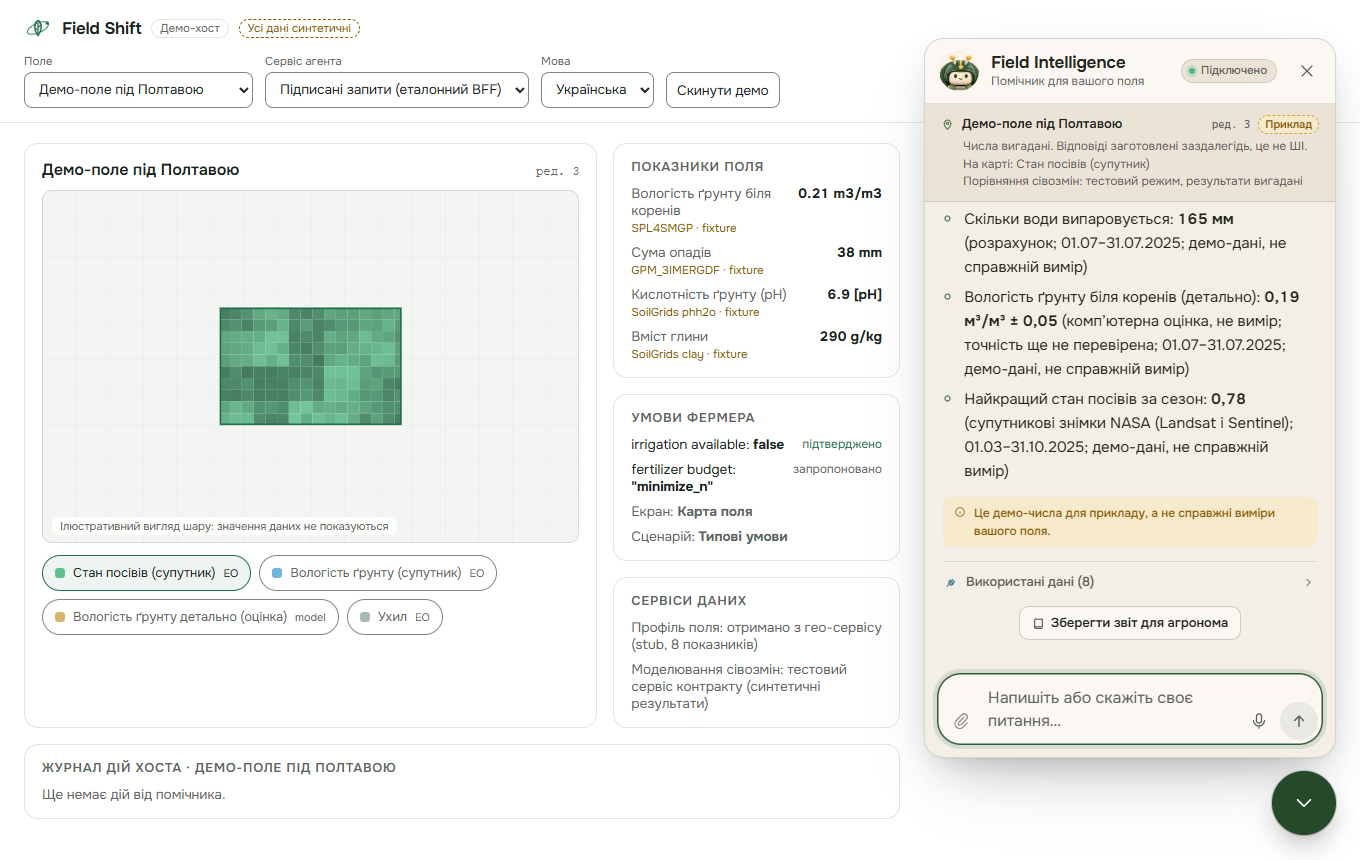 Field Shift
Демо-хост
Усі дані синтетичні
Поле
Сервіс агента
Мова
Демо-поле під Полтавою
Підписані запити (еталонний BFF)
Українська
Скинути демо
Демо-поле під Полтавою
ред. 3
Ілюстративний вигляд шару: значення даних не показуються
Стан посівів (супутник) EO
Вологість ґрунту (супутник) EO
Вологість ґрунту детально (оцінка) model
Ухил EO
ПОКАЗНИКИ ПОЛЯ
Вологість ґрунту біля 0.21 m3/m3
коренів
SPL4SMGP · fixture
Сума опадів 38 mm
GPM_3IMERGDF · fixture
Кислотність ґрунту (pH) 6.9 [pH]
SoilGrids phh2o · fixture
Вміст глини 290 g/kg
SoilGrids clay · fixture
УМОВИ ФЕРМЕРА
irrigation available: false підтверджено
fertilizer budget: запропоновано
"minimize_n"
Екран: Карта поля
Сценарій: Типові умови
СЕРВІСИ ДАНИХ
Профіль поля: отримано з гео-сервісу
(stub, 8 показників)
Моделювання сівозмін: тестовий
сервіс контракту (синтетичні
результати)
ЖУРНАЛ ДІЙ ХОСТА · ДЕМО-ПОЛЕ ПІД ПОЛТАВОЮ
Ще немає дій від помічника.
Field Intelligence
Помічник для вашого поля
Підключено
Демо-поле під Полтавою
ред. 3
Приклад
Числа вигадані. Відповіді заготовлені заздалегідь, це не ШІ.
На карті: Стан посівів (супутник)
Порівняння сівозмін: тестовий режим, результати вигадані
Скільки води випаровується: 165 мм
(розрахунок; 01.07–31.07.2025; демо-дані, не
справжній вимір)
Вологість ґрунту біля коренів (детально): 0,19
м³/м³ ± 0,05 (комп’ютерна оцінка, не вимір;
точність ще не перевірена; 01.07–31.07.2025;
демо-дані, не справжній вимір)
Найкращий стан посівів за сезон: 0,78
(супутникові знімки NASA (Landsat і Sentinel);
01.03–31.10.2025; демо-дані, не справжній
вимір)
Це демо-числа для прикладу, а не справжні виміри
вашого поля.
Використані дані (8)
Зберегти звіт для агронома
Напишіть або скажіть своє
питання...